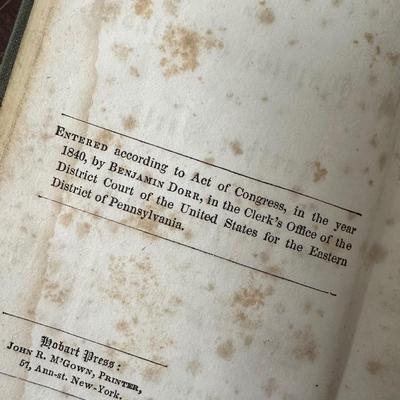 ENTERED according to Act of Congress, in the year
1840, by BENJAMIN DORR, in the Clerk's Office of the
District Court of the United States for the Eastern
District of Pennsylvania.
Hobart Press:
JOHN R. M'GOWN, PRINTER,
57, Ann-st. New-York.